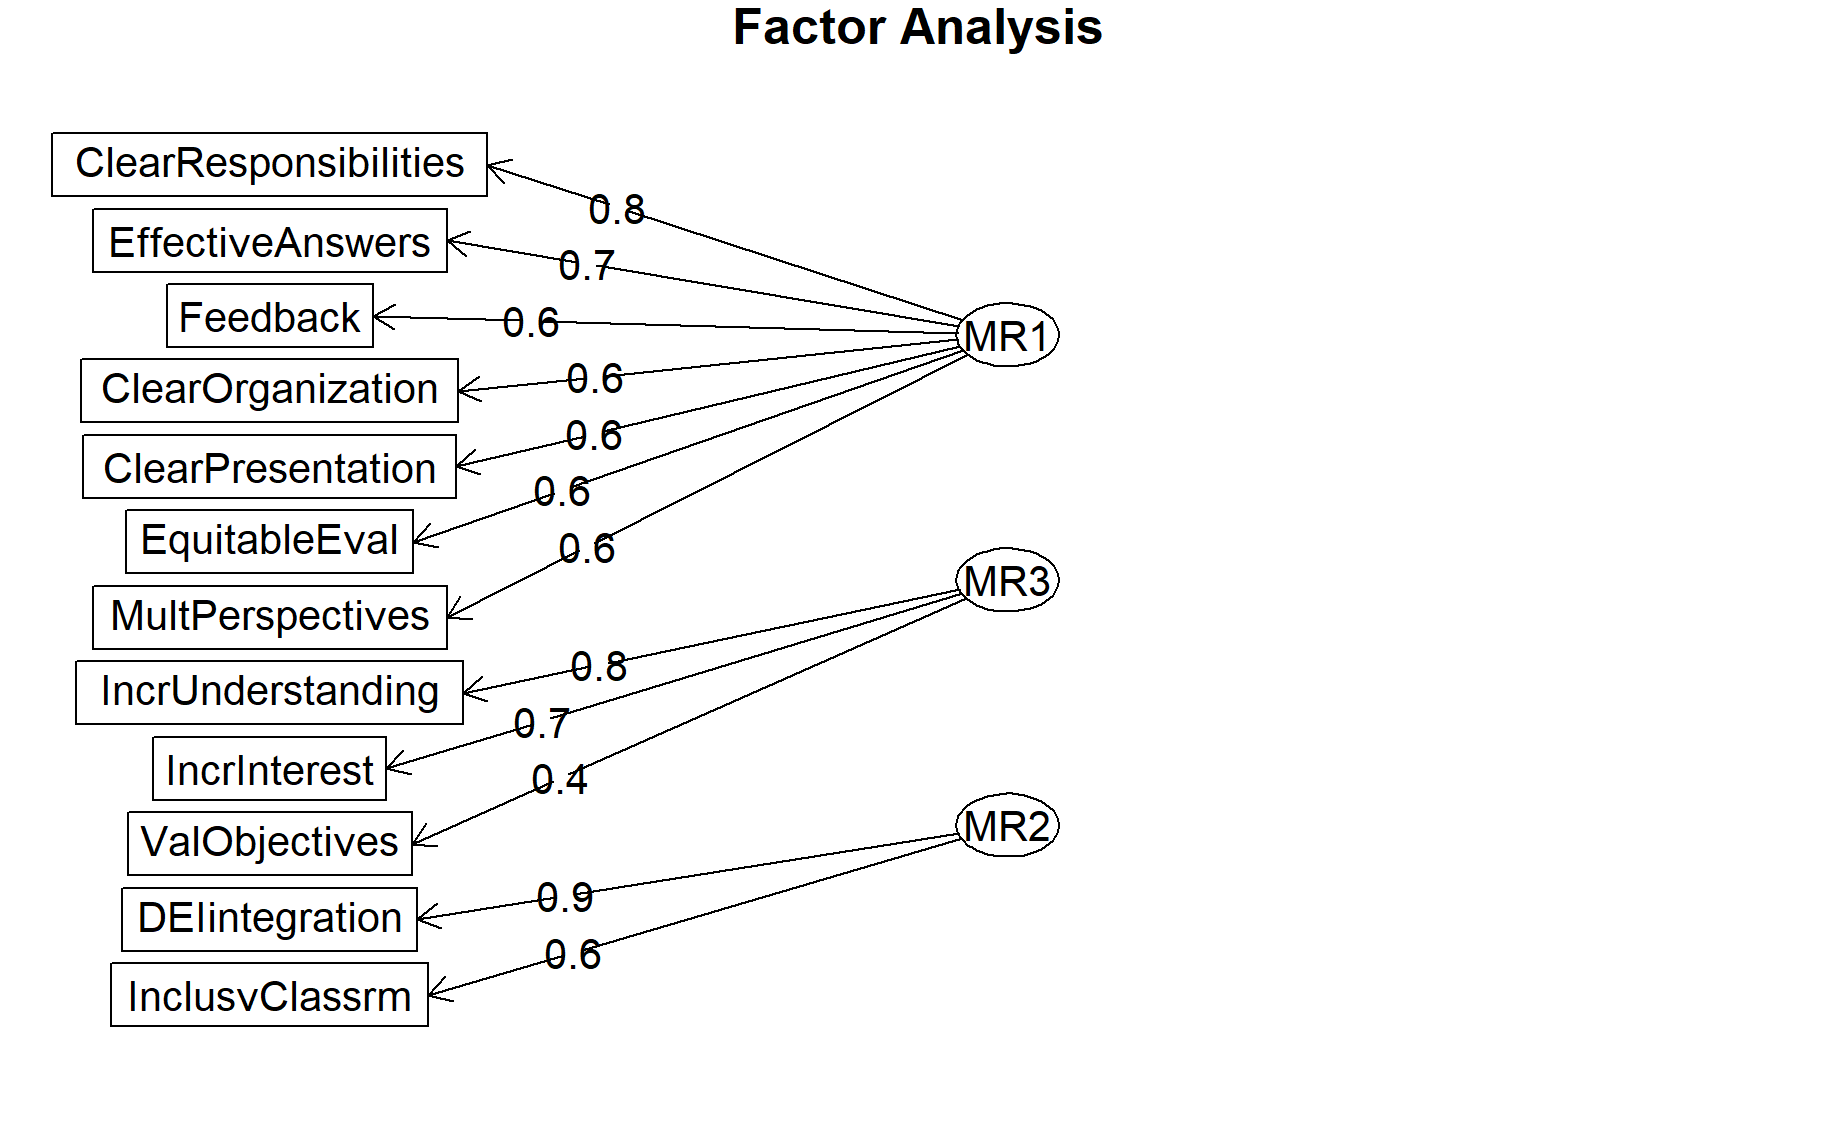 Factor Analysis
ClearResponsibilities
EffectiveAnswers
Feedback
ClearOrganization
ClearPresentation
EquitableEval
MultPerspectives
IncrUnderstanding
IncrInterest
ValObjectives
DEIintegration
InclusvClassrm
0.8
0.7
0.6
0.6
0.6
0.6
0.6
0.8
0.7
0.4
0.9
0.6
MR1
MR3
MR2